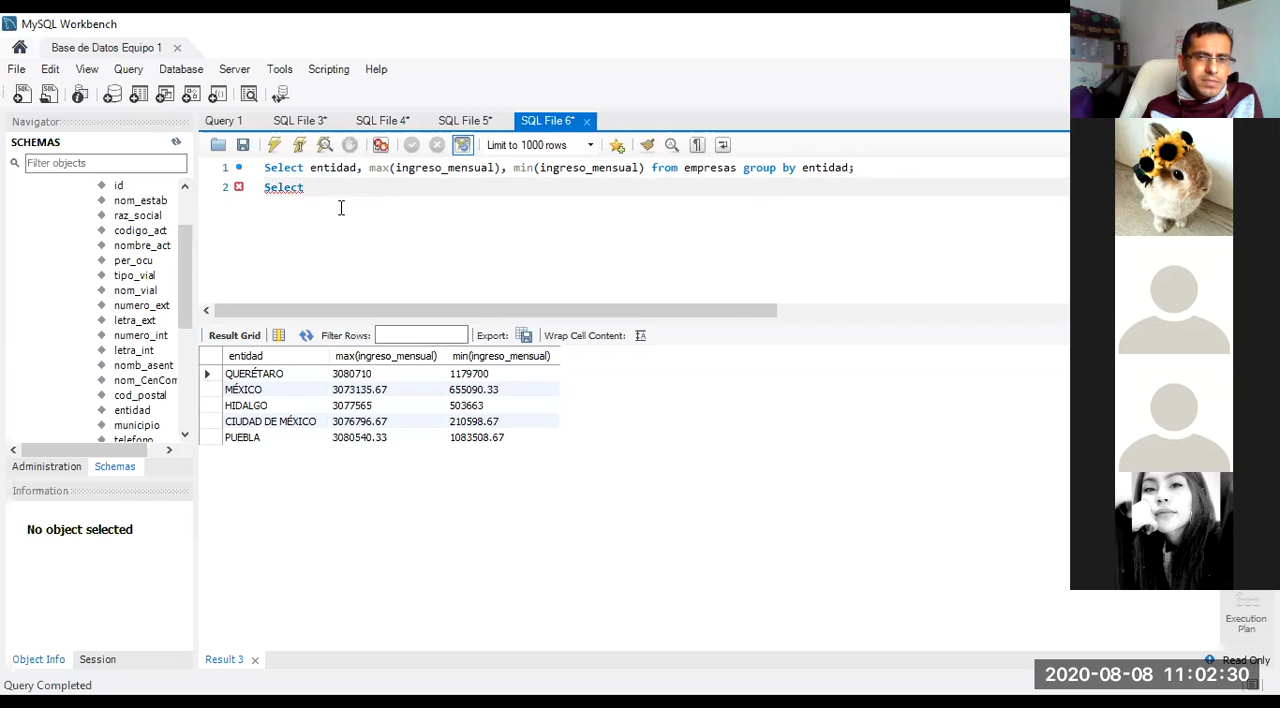 MySQL Workbench
Base de Datos Equipo 1
File Edit View Query Database Server Tools Scripting Help
Navigator
SCHEMAS
Filter objects
id
nom_estab
raz_social
codigo_act
nombre_act
per_ocu
tipo_vial
nom_vial
numero_ext
letra_ext
numero_int
letra_int
nomb_asent
nom_CenCom
cod_postal
entidad
municipio
telefono
Administration Schemas
Information
No object selected
Object Info Session
Query Completed
Query 1 SQL File 3* SQL File 4* SQL File 5* SQL File 6*
Limit to 1000 rows
1 Select entidad, max(ingreso_mensual), min(ingreso_mensual) from empresas group by entidad;
2 Select
Result Grid Filter Rows: Export: Wrap Cell Content:
entidad max(ingreso_mensual) min(ingreso_mensual)
QUERÉTARO 3080710 1179700
MÉXICO 3073135.67 655090.33
HIDALGO 3077565 503663
CIUDAD DE MÉXICO 3076796.67 210598.67
PUEBLA 3080540.33 1083508.67
Result 3
Execution
Plan
Read Only
2020-08-08 11:02:30